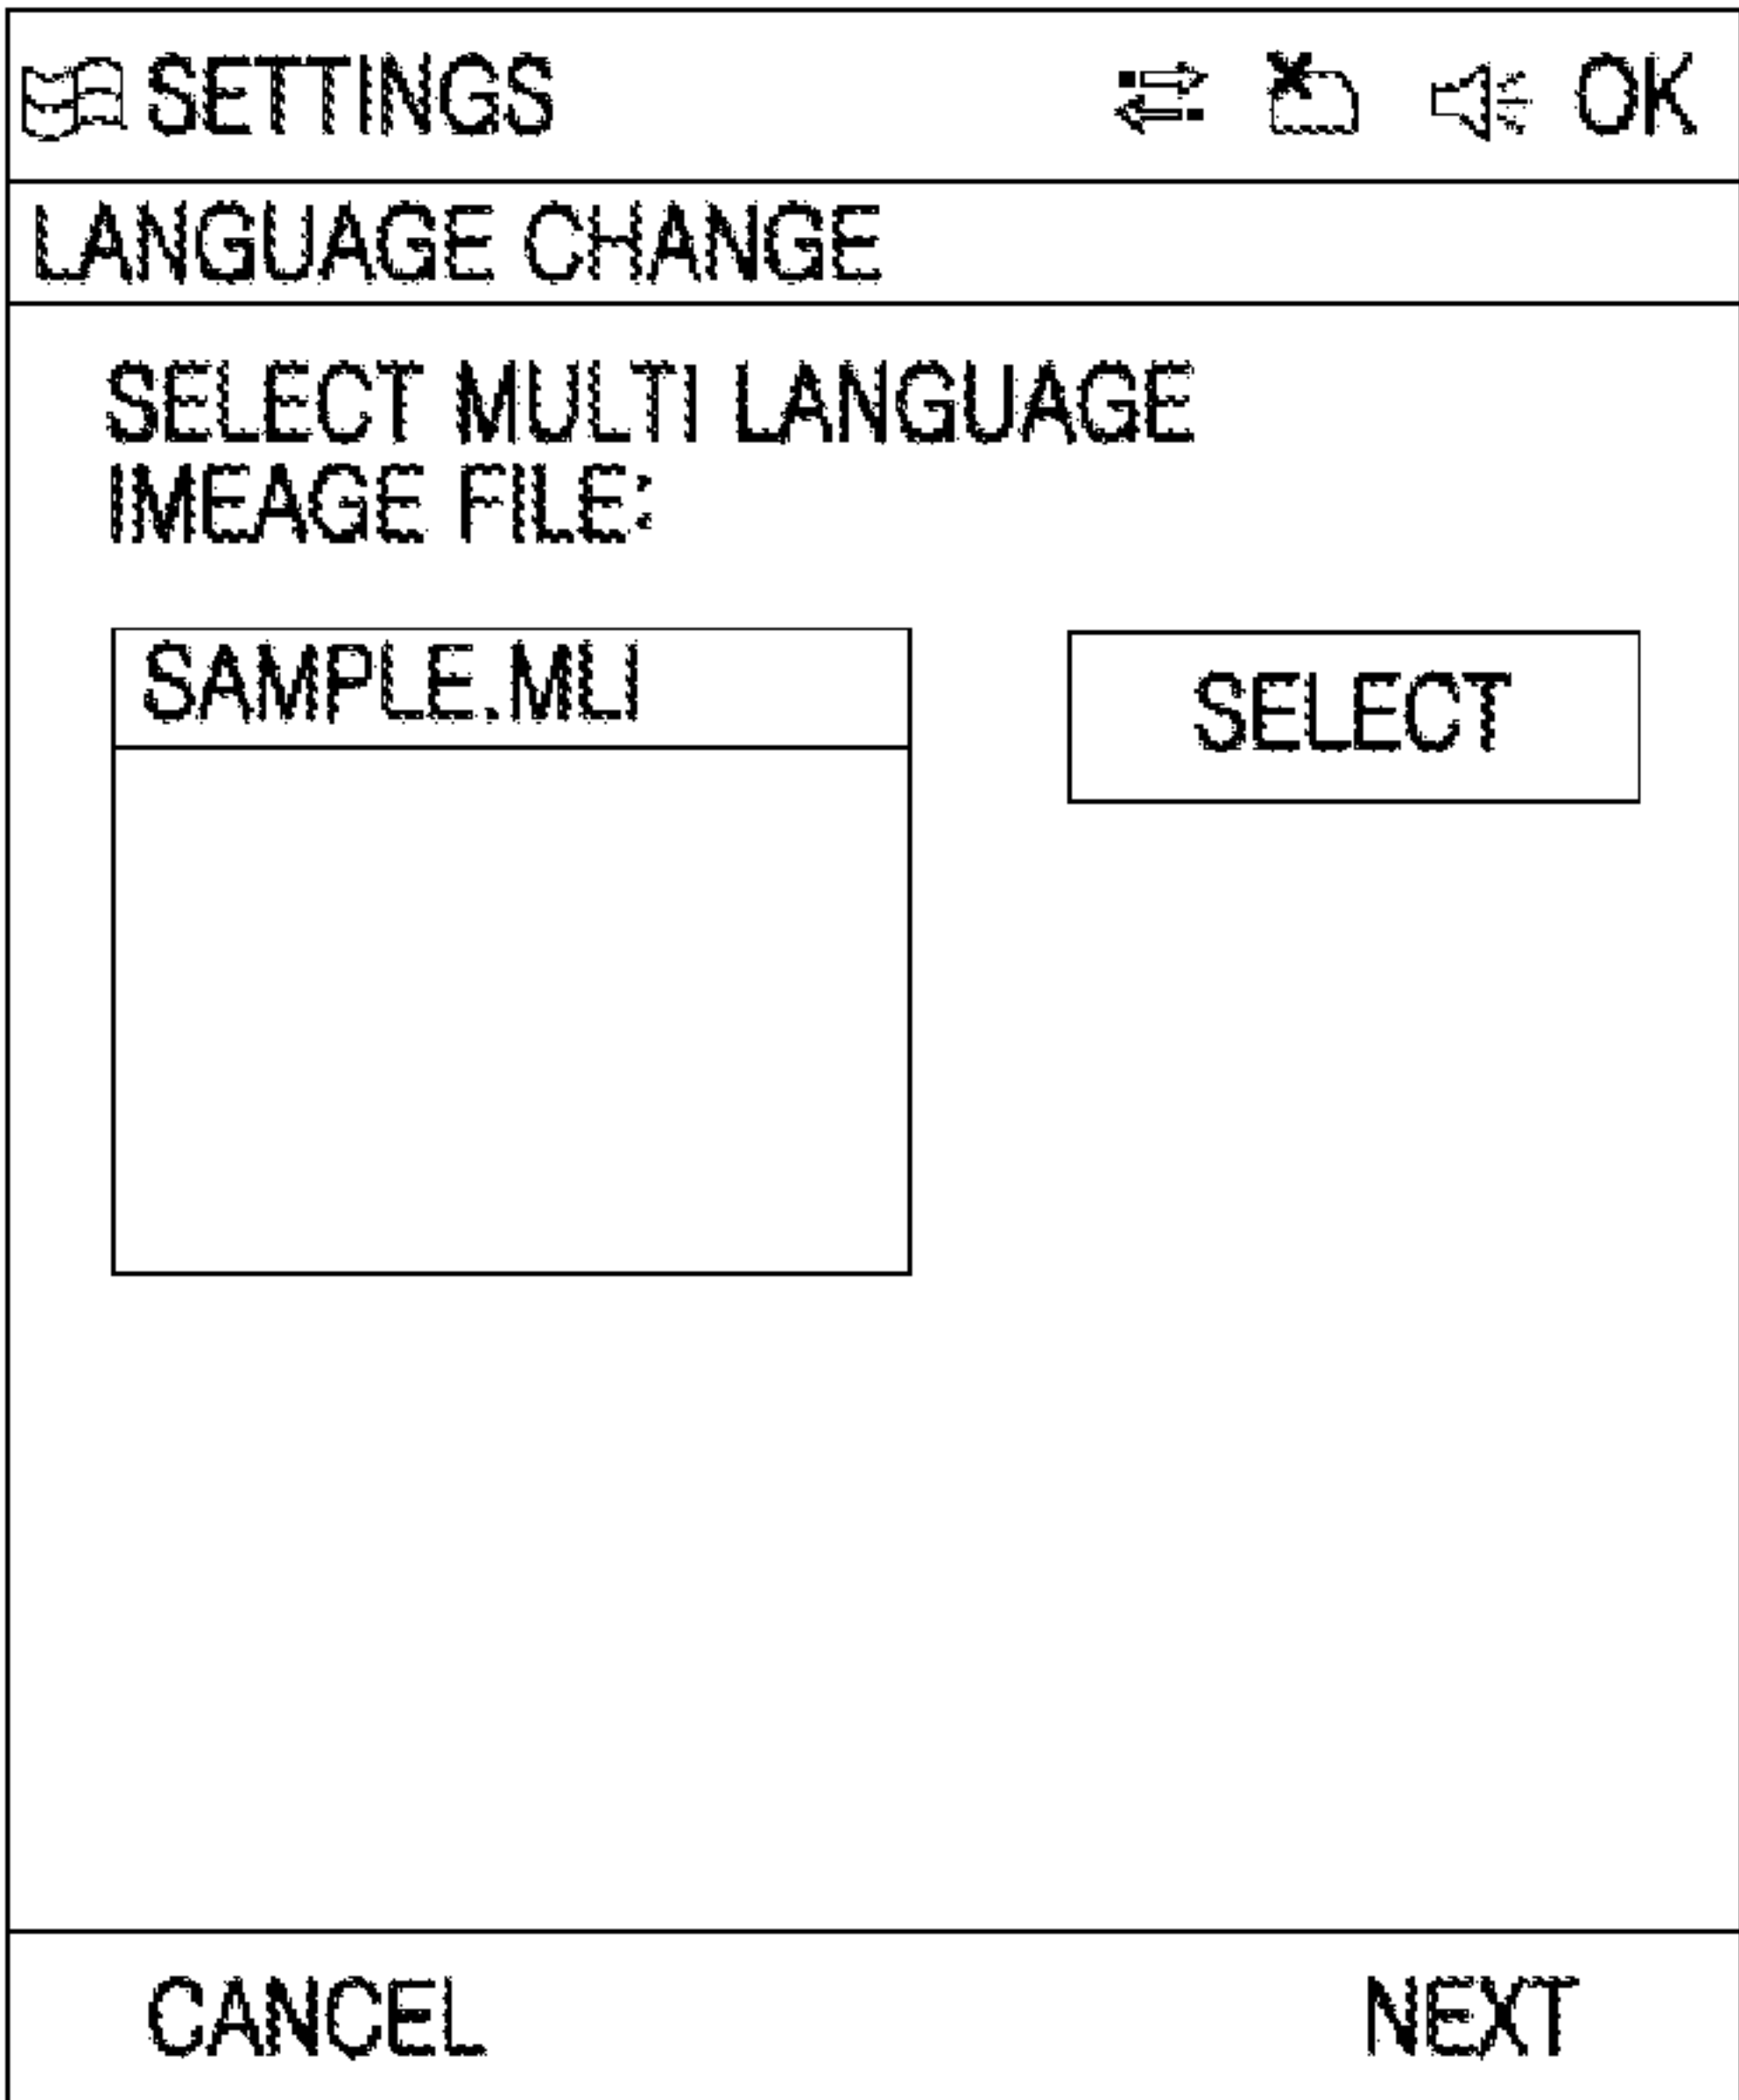 SETTINGS OK
LANGUAGE CHANGE
SELECT MULTI LANGUAGE
IMEAGE FILE:
SAMPLE.MLI
SELECT
CANCEL NEXT